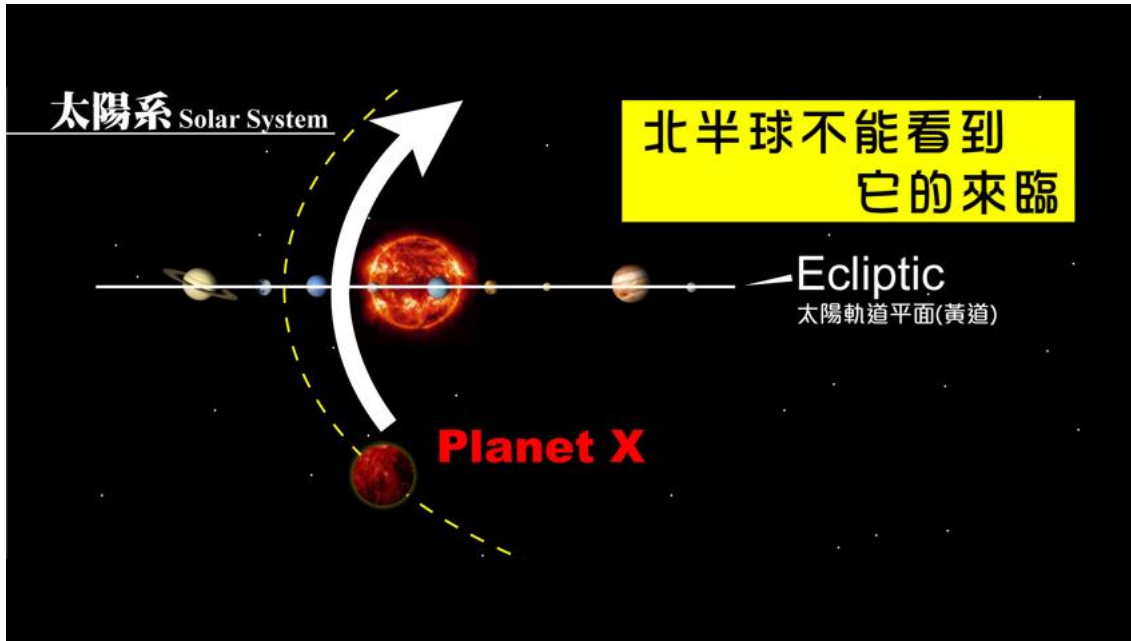 太陽系 Solar System
北半球不能看到
它的來臨
Ecliptic
太陽軌道平面(黃道)
Planet X